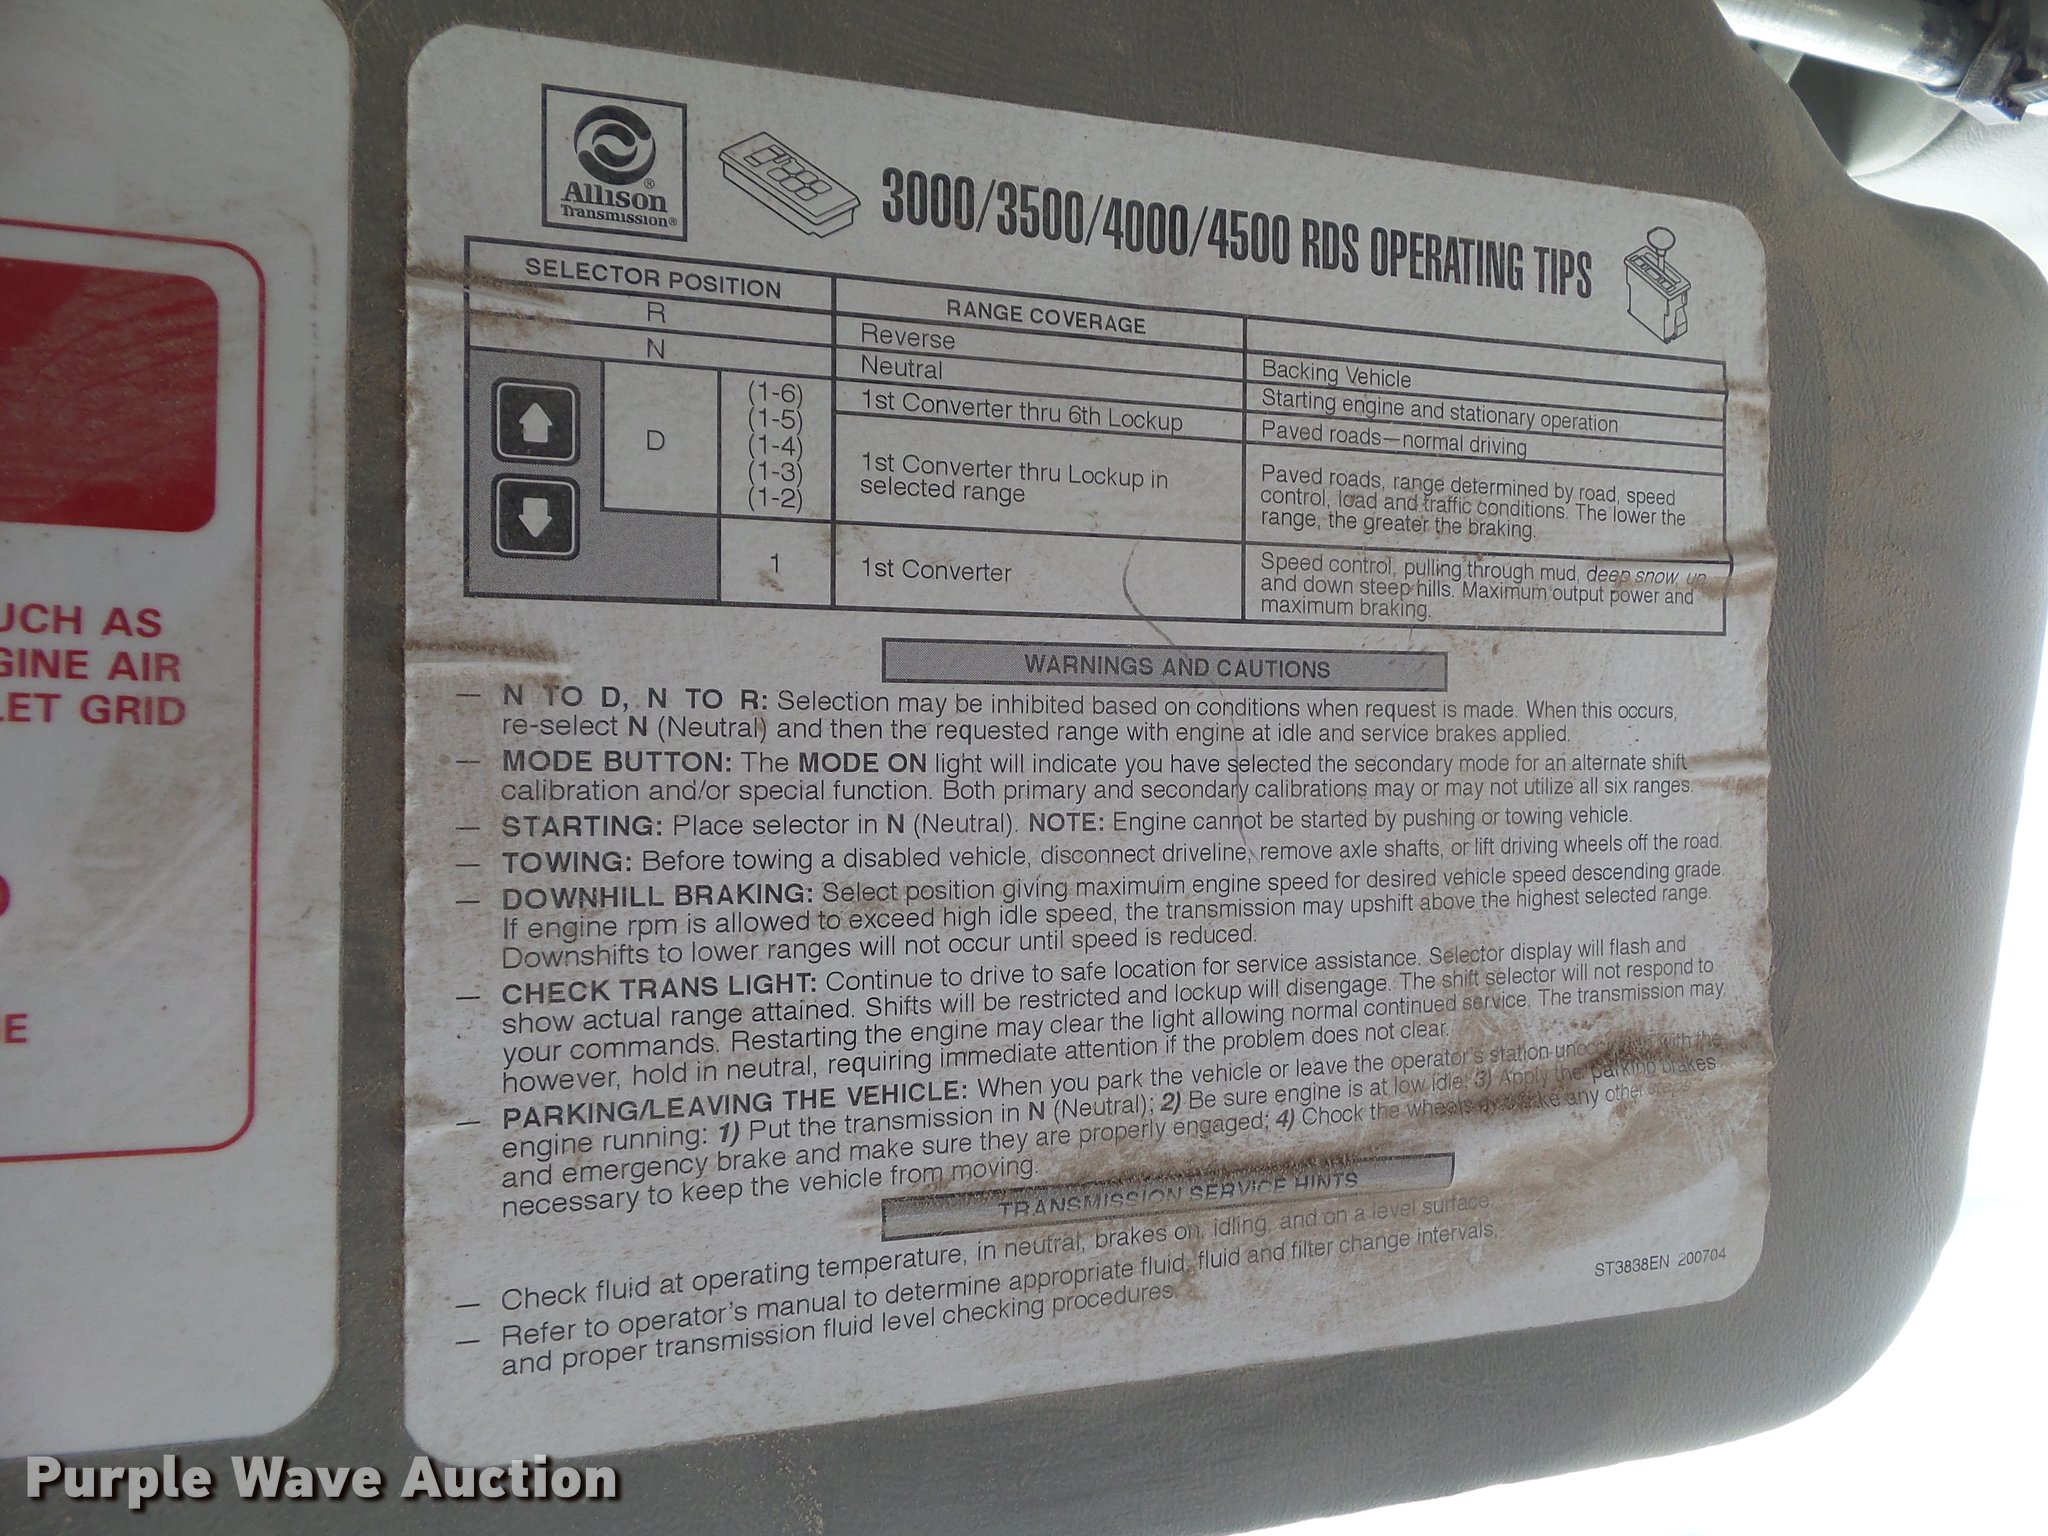 UCH AS
GINE AIR
LET GRID
E
Allison
Transmission®
3000/3500/4000/4500 RDS OPERATING TIPS
SELECTOR POSITION
RANGE COVERAGE
R
Reverse
Backing Vehicle
N
Neutral
Starting engine and stationary operation
D
(1-6)
(1-5)
(1-4)
(1-3)
(1-2)
1st Converter thru 6th Lockup
Paved roads—normal driving
1st Converter thru Lockup in
selected range
Paved roads, range determined by road, speed
control, load and traffic conditions. The lower the
range, the greater the braking.
1
1st Converter
Speed control, pulling through mud, deep snow, up
and down steep hills. Maximum output power and
maximum braking.
WARNINGS AND CAUTIONS
— N TO D, N TO R: Selection may be inhibited based on conditions when request is made. When this occurs,
re-select N (Neutral) and then the requested range with engine at idle and service brakes applied.
— MODE BUTTON: The MODE ON light will indicate you have selected the secondary mode for an alternate shift
calibration and/or special function. Both primary and secondary calibrations may or may not utilize all six ranges.
— STARTING: Place selector in N (Neutral). NOTE: Engine cannot be started by pushing or towing vehicle.
— TOWING: Before towing a disabled vehicle, disconnect driveline, remove axle shafts, or lift driving wheels off the road.
— DOWNHILL BRAKING: Select position giving maximuim engine speed for desired vehicle speed descending grade.
If engine rpm is allowed to exceed high idle speed, the transmission may upshift above the highest selected range.
Downshifts to lower ranges will not occur until speed is reduced.
— CHECK TRANS LIGHT: Continue to drive to safe location for service assistance. Selector display will flash and
show actual range attained. Shifts will be restricted and lockup will disengage. The shift selector will not respond to
your commands. Restarting the engine may clear the light allowing normal continued service. The transmission may,
however, hold in neutral, requiring immediate attention if the problem does not clear.
— PARKING/LEAVING THE VEHICLE: When you park the vehicle or leave the operator's station with the
engine running: 1) Put the transmission in N (Neutral); 2) Be sure engine is at low idle; 3) Apply the parking brakes
and emergency brake and make sure they are properly engaged; 4) Chock the wheels and take any other steps
necessary to keep the vehicle from moving.
TRANSMISSION SERVICE HINTS
— Check fluid at operating temperature, in neutral, brakes on, idling, and on a level surface
— Refer to operator's manual to determine appropriate fluid, fluid and filter change intervals,
and proper transmission fluid level checking procedures.
ST3838EN 200704
Purple Wave Auction